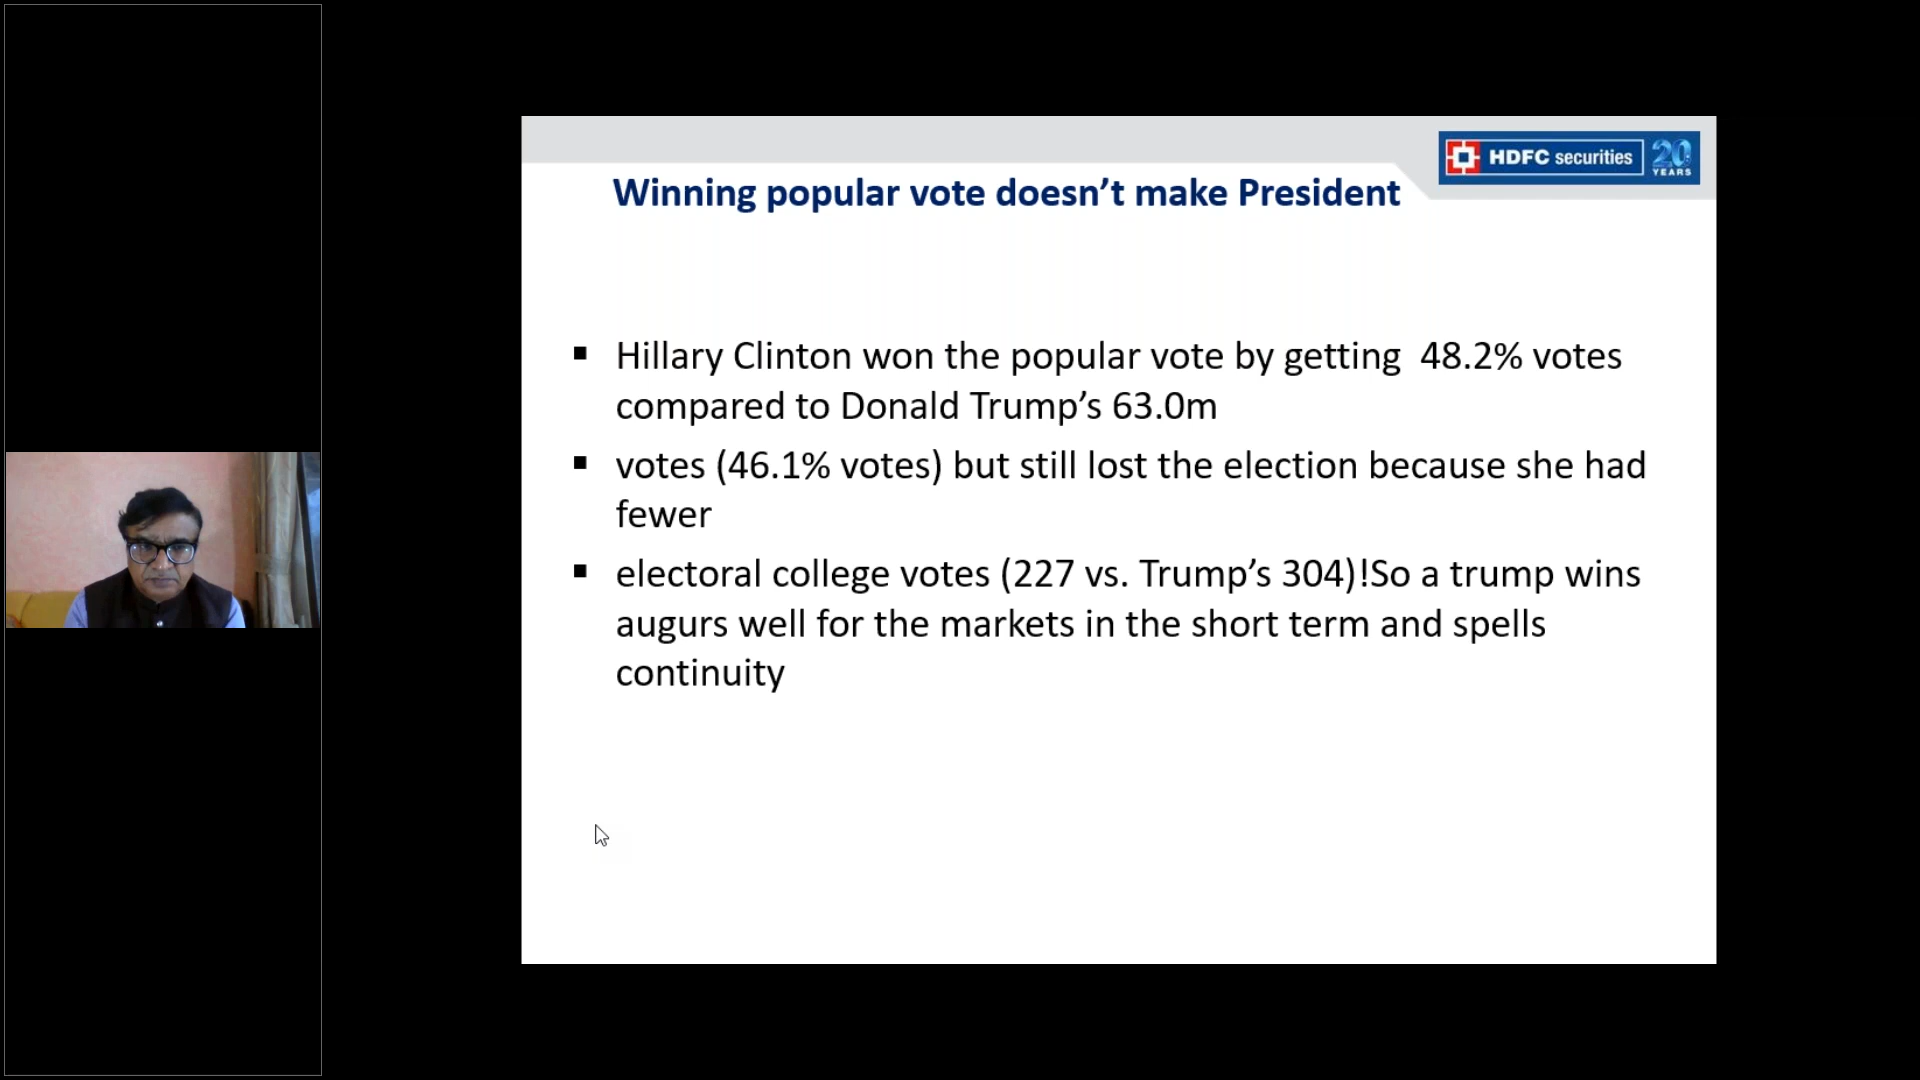 HDFC securities
20
YEARS
Winning popular vote doesn’t make President
▪ Hillary Clinton won the popular vote by getting  48.2% votes
compared to Donald Trump’s 63.0m
▪ votes (46.1% votes) but still lost the election because she had
fewer
▪ electoral college votes (227 vs. Trump’s 304)!So a trump wins
augurs well for the markets in the short term and spells
continuity